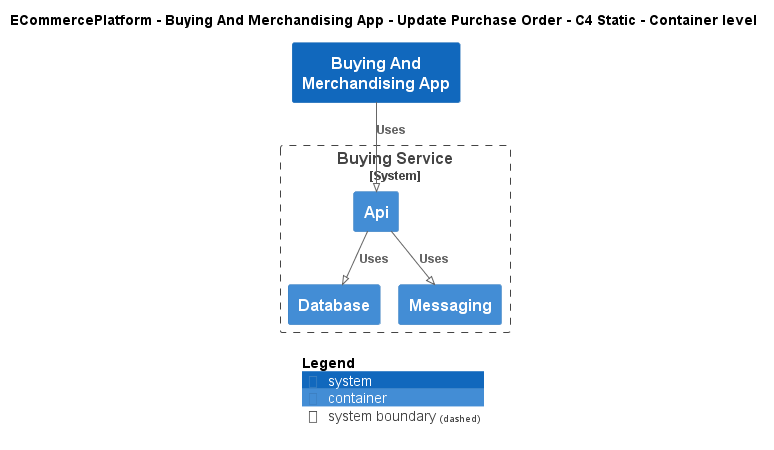 ECommercePlatform - Buying And Merchandising App - Update Purchase Order - C4 Static - Container level
Buying And
Merchandising App
Uses
Buying Service
[System]
Api
Uses
Uses
Database
Messaging
Legend
system
container
system boundary (dashed)